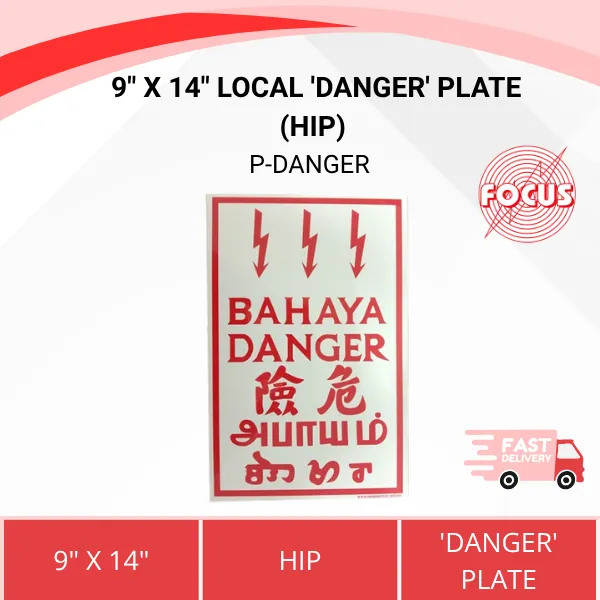 9" X 14" LOCAL 'DANGER' PLATE
(HIP)
P-DANGER
FOCUS
BAHAYA
DANGER
險危
அபாயம்
FAST
DELIVERY
9" X 14"
HIP
'DANGER'
PLATE